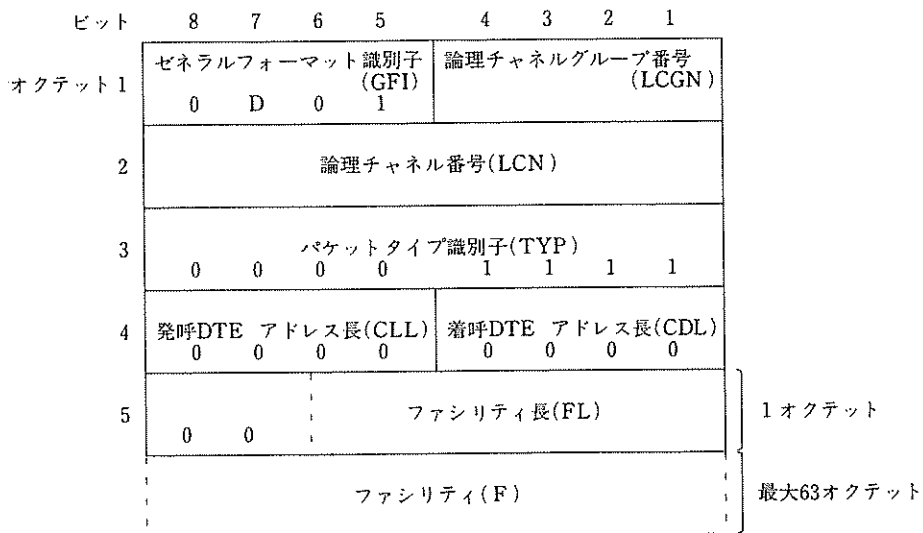 ビット 8 7 6 5 4 3 2 1
オクテット1
ゼネラルフォーマット識別子
(GFI)
0 D 0 1
論理チャネルグループ番号
(LCGN)
2
論理チャネル番号(LCN)
3
パケットタイプ識別子(TYP)
0 0 0 0 1 1 1 1
4
発呼DTE アドレス長(CLL)
0 0 0 0
着呼DTE アドレス長(CDL)
0 0 0 0
5
ファシリティ長(FL)
0 0
1オクテット
ファシリティ(F)
最大63オクテット